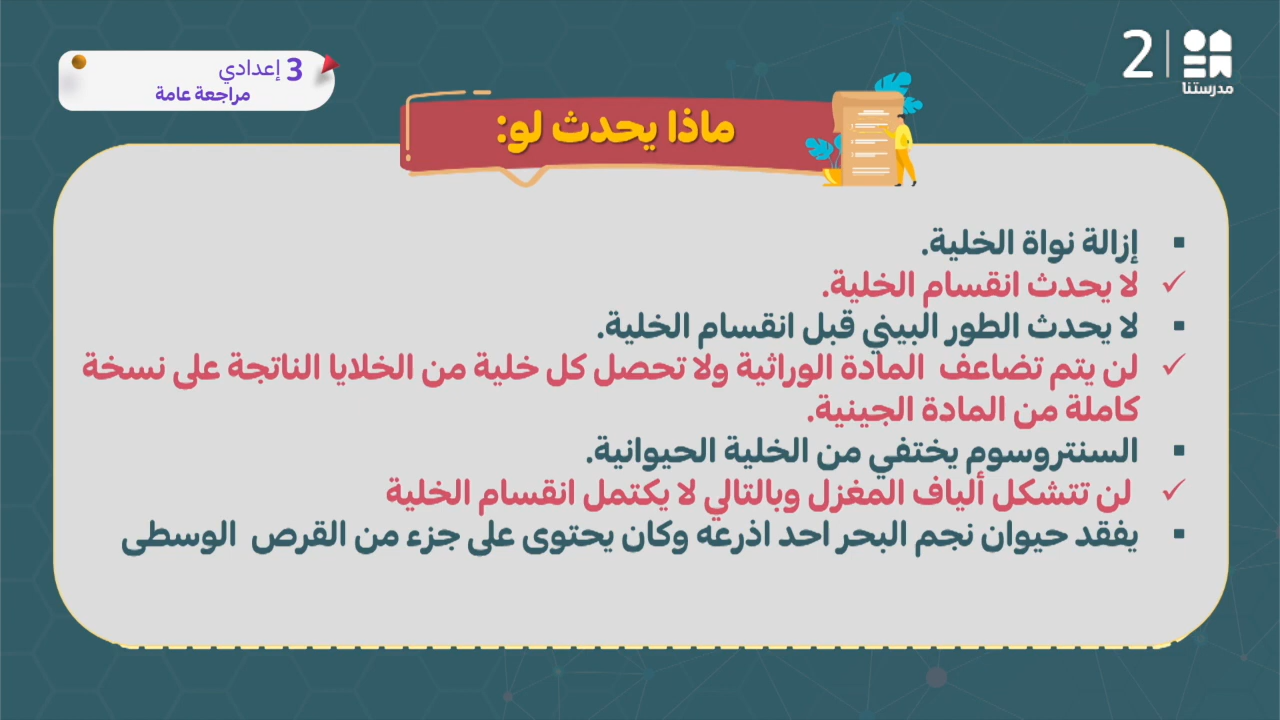 2
مدرستنا
3 إعدادي
مراجعة عامة
ماذا يحدث لو:
▪ إزالة نواة الخلية.
✓ لا يحدث انقسام الخلية.
▪ لا يحدث الطور البيني قبل انقسام الخلية.
✓ لن يتم تضاعف المادة الوراثية ولا تحصل كل خلية من الخلايا الناتجة على نسخة
كاملة من المادة الجينية.
▪ السنتروسوم يختفي من الخلية الحيوانية.
✓ لن تتشكل ألياف المغزل وبالتالي لا يكتمل انقسام الخلية
▪ يفقد حيوان نجم البحر احد اذرعه وكان يحتوى على جزء من القرص الوسطى